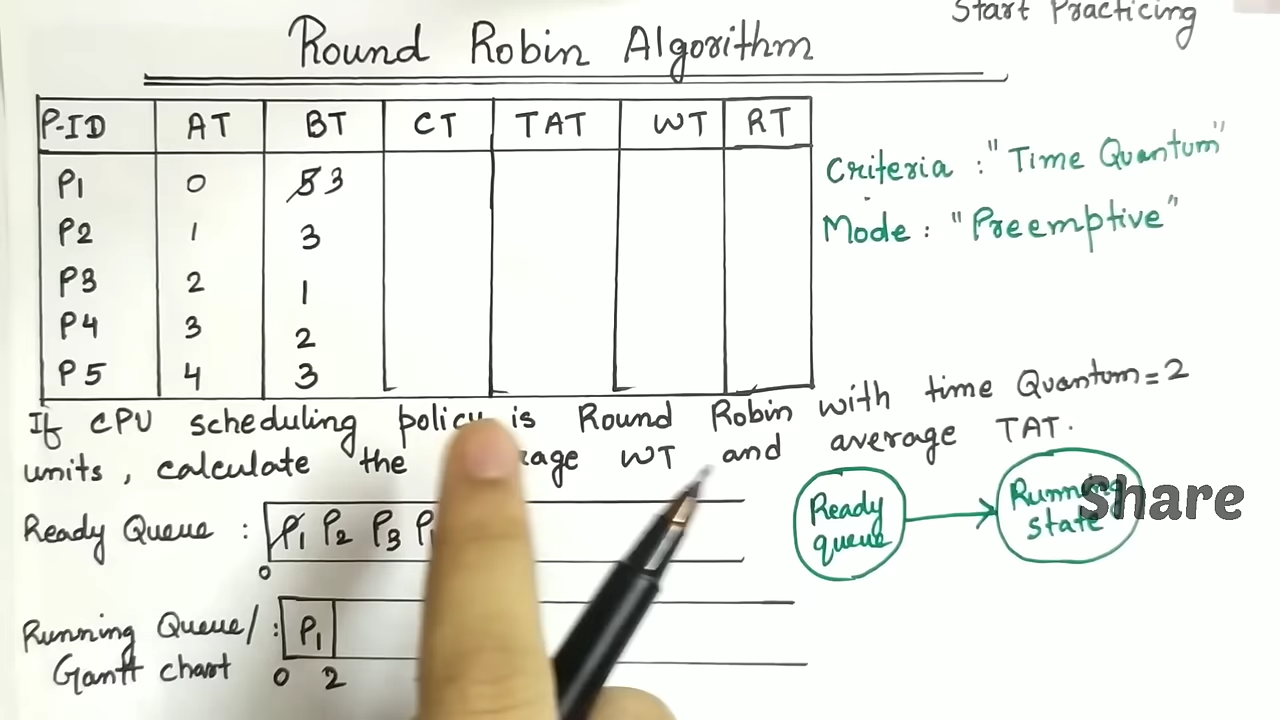 Start Practicing
Round Robin Algorithm
P-ID AT BT CT TAT WT RT
P1 0 5 3
P2 1 3
P3 2 1
P4 3 2
P5 4 3
Criteria : "Time Quantum"
Mode : "Preemptive"
If CPU scheduling policy is Round Robin with time Quantum = 2
units, calculate the WT and average TAT.
Ready Queue : P1 P2 P3
0
Running Queue/ : P1
Gantt chart 0 2
Ready queue
Running state
Share